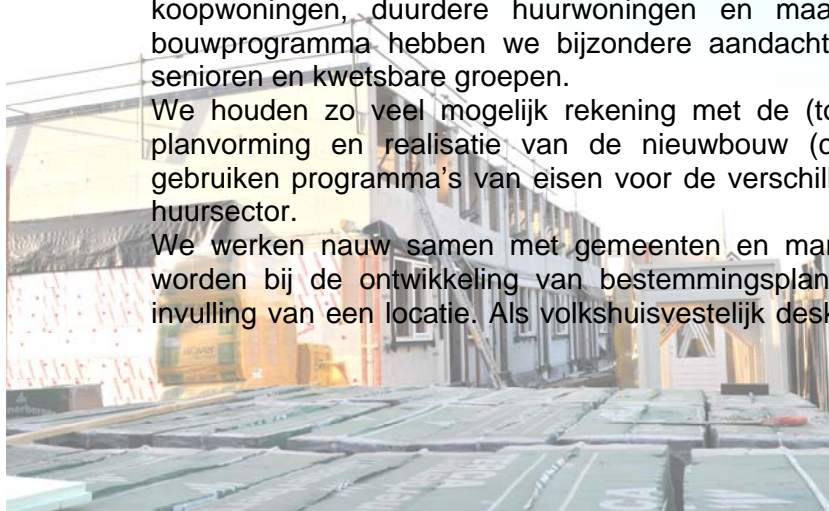 koopwoningen, duurdere huurwoningen en maa
bouwprogramma hebben we bijzondere aandacht
senioren en kwetsbare groepen.
We houden zo veel mogelijk rekening met de (to
planvorming en realisatie van de nieuwbouw (o
gebruiken programma's van eisen voor de verschill
huursector.
We werken nauw samen met gemeenten en mar
worden bij de ontwikkeling van bestemmingsplan
invulling van een locatie. Als volkshuisvestelijk desk